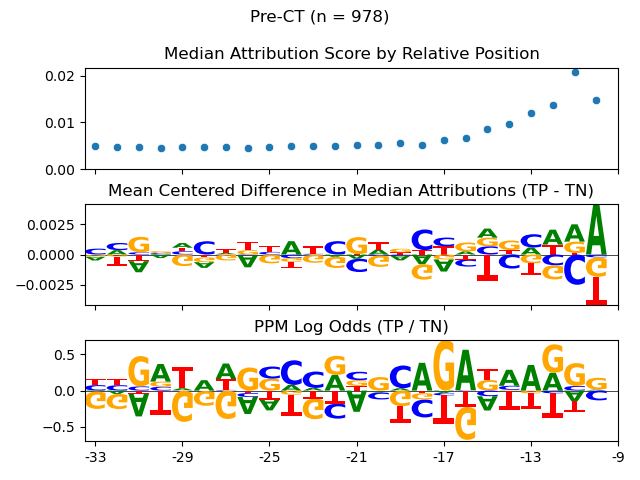 Pre-CT (n = 978)
Median Attribution Score by Relative Position
0.02
0.01
0.00
Mean Centered Difference in Median Attributions (TP - TN)
0.0025
0.0000
−0.0025
PPM Log Odds (TP / TN)
0.5
0.0
−0.5
-33 -29 -25 -21 -17 -13 -9